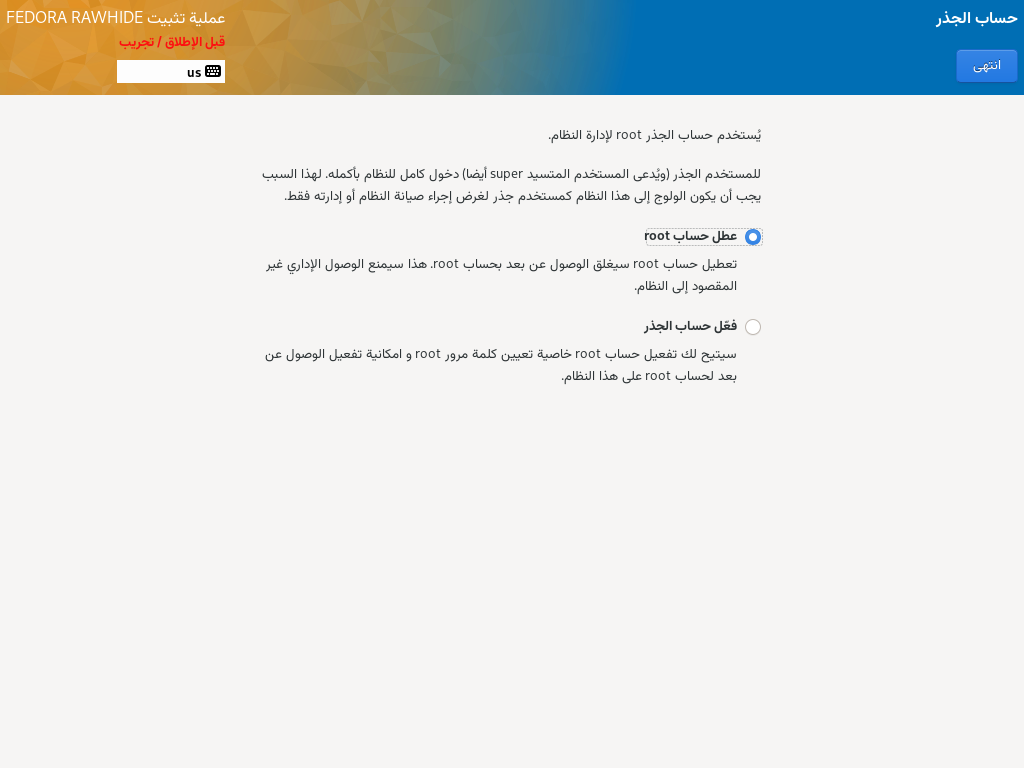 حساب الجذر
عملية تثبيت FEDORA RAWHIDE
قبل الإطلاق / تجريب
انتهى
us
يُستخدم حساب الجذر root لإدارة النظام.
للمستخدم الجذر (ويُدعى المستخدم المتسيد super أيضا) دخول كامل للنظام بأكمله. لهذا السبب
يجب أن يكون الولوج إلى هذا النظام كمستخدم جذر لغرض إجراء صيانة النظام أو إدارته فقط.
عطل حساب root
تعطيل حساب root سيغلق الوصول عن بعد بحساب root. هذا سيمنع الوصول الإداري غير
المقصود إلى النظام.
فعّل حساب الجذر
سيتيح لك تفعيل حساب root خاصية تعيين كلمة مرور root و امكانية تفعيل الوصول عن
بعد لحساب root على هذا النظام.